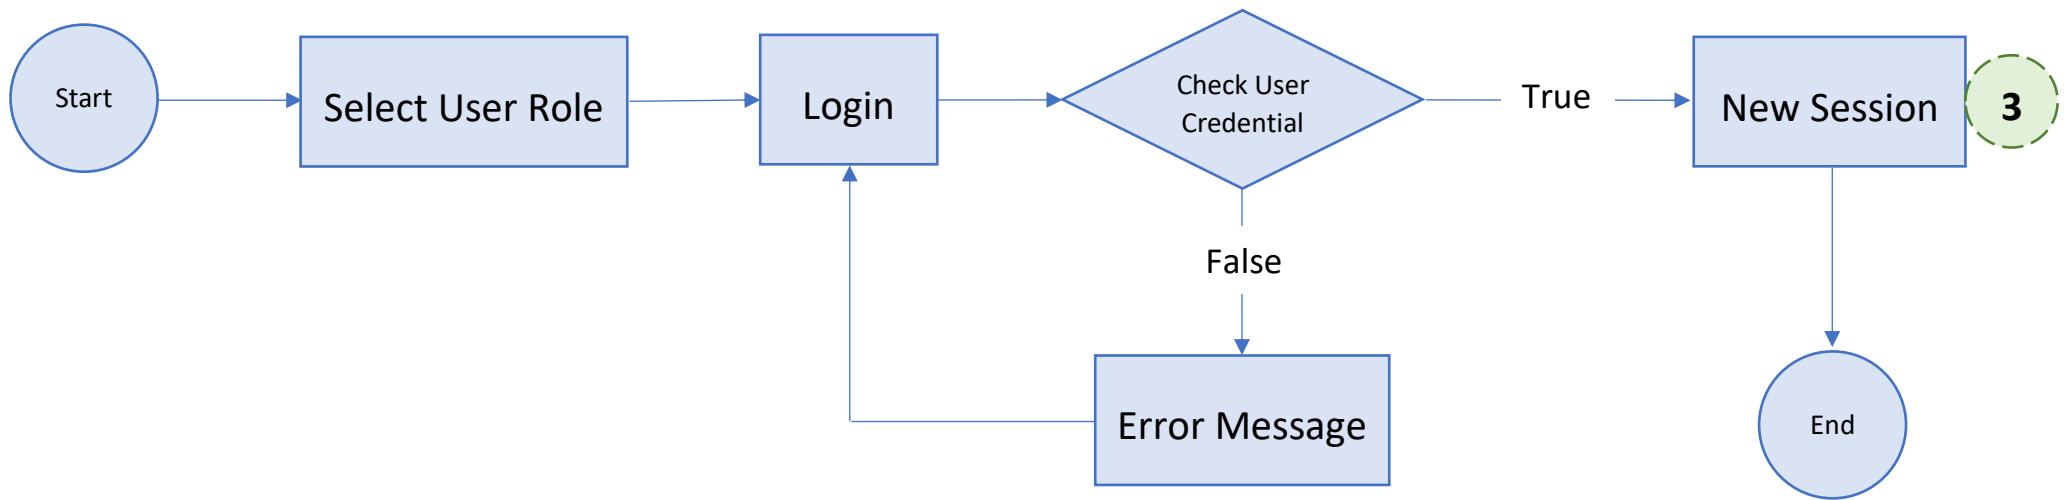 Start
Select User Role
Login
Check User
Credential
True
New Session
3
False
Error Message
End